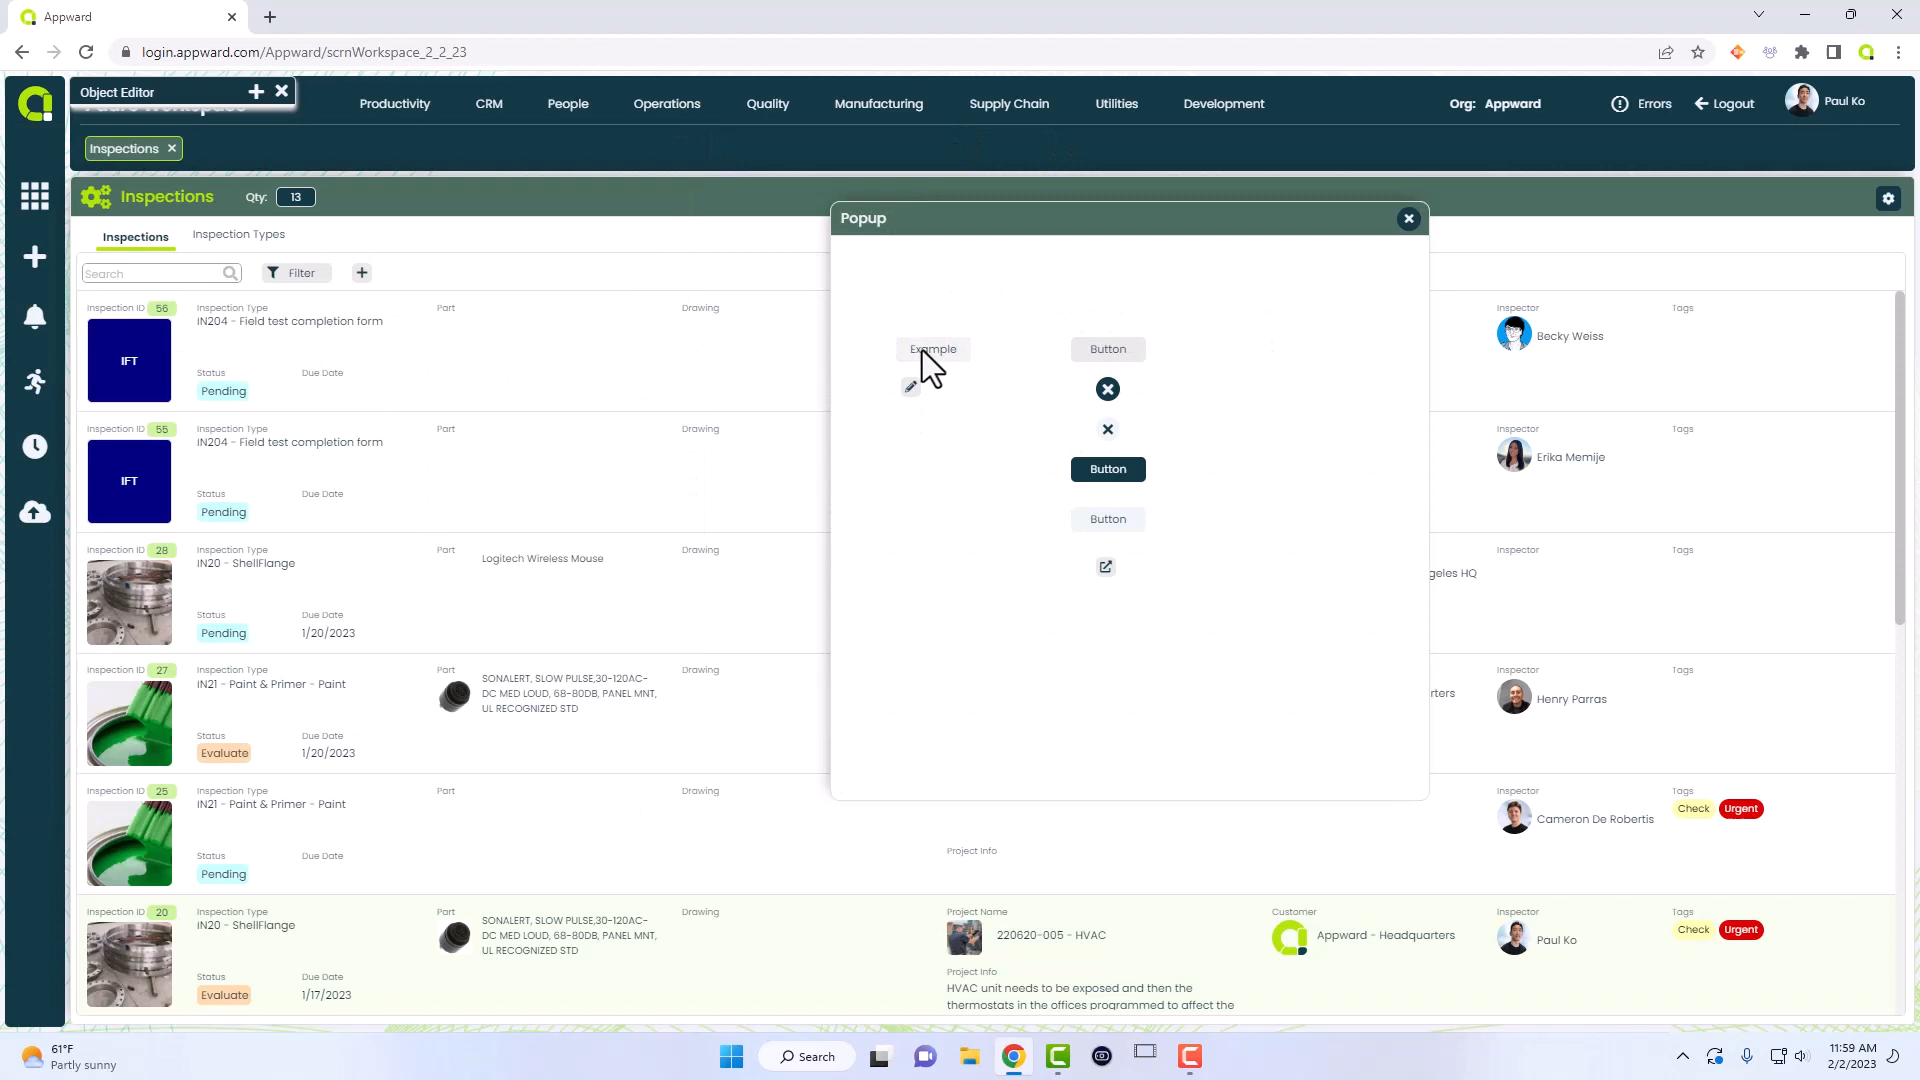 Appward
login.appward.com/Appward/scrnWorkspace_2_2_23
Object Editor
Productivity
CRM
People
Operations
Quality
Manufacturing
Supply Chain
Utilities
Development
Org: Appward
Errors
Logout
Paul Ko
Inspections
Inspections
Qty: 13
Popup
Inspections
Inspection Types
Search
Filter
Example
Button
Button
Button
Inspection ID 56
Inspection Type
Part
Drawing
Inspector
Tags
IN204 - Field test completion form
IFT
Becky Weiss
Status
Due Date
Pending
Inspection ID 55
Inspection Type
Part
Drawing
Inspector
Tags
IN204 - Field test completion form
IFT
Erika Memije
Status
Due Date
Pending
Inspection ID 28
Inspection Type
Part
Logitech Wireless Mouse
Drawing
Inspector
Tags
IN20 - ShellFlange
geles HQ
Status
Due Date
Pending
1/20/2023
Inspection ID 27
Inspection Type
Part
Drawing
Inspector
Tags
IN21 - Paint & Primer - Paint
SONALERT, SLOW PULSE,30-120AC-
DC MED LOUD, 68-80DB, PANEL MNT,
UL RECOGNIZED STD
rters
Henry Parras
Status
Due Date
Evaluate
1/20/2023
Inspection ID 25
Inspection Type
Part
Drawing
Inspector
Tags
IN21 - Paint & Primer - Paint
Cameron De Robertis
Check
Urgent
Status
Due Date
Project Info
Pending
Inspection ID 20
Inspection Type
Part
Drawing
Project Name
Customer
Inspector
Tags
IN20 - ShellFlange
SONALERT, SLOW PULSE,30-120AC-
DC MED LOUD, 68-80DB, PANEL MNT,
UL RECOGNIZED STD
220620-005 - HVAC
Appward - Headquarters
Paul Ko
Check
Urgent
Status
Due Date
Project Info
Evaluate
1/17/2023
HVAC unit needs to be exposed and then the
thermostats in the offices programmed to affect the
61°F
Partly sunny
Search
11:59 AM
2/2/2023